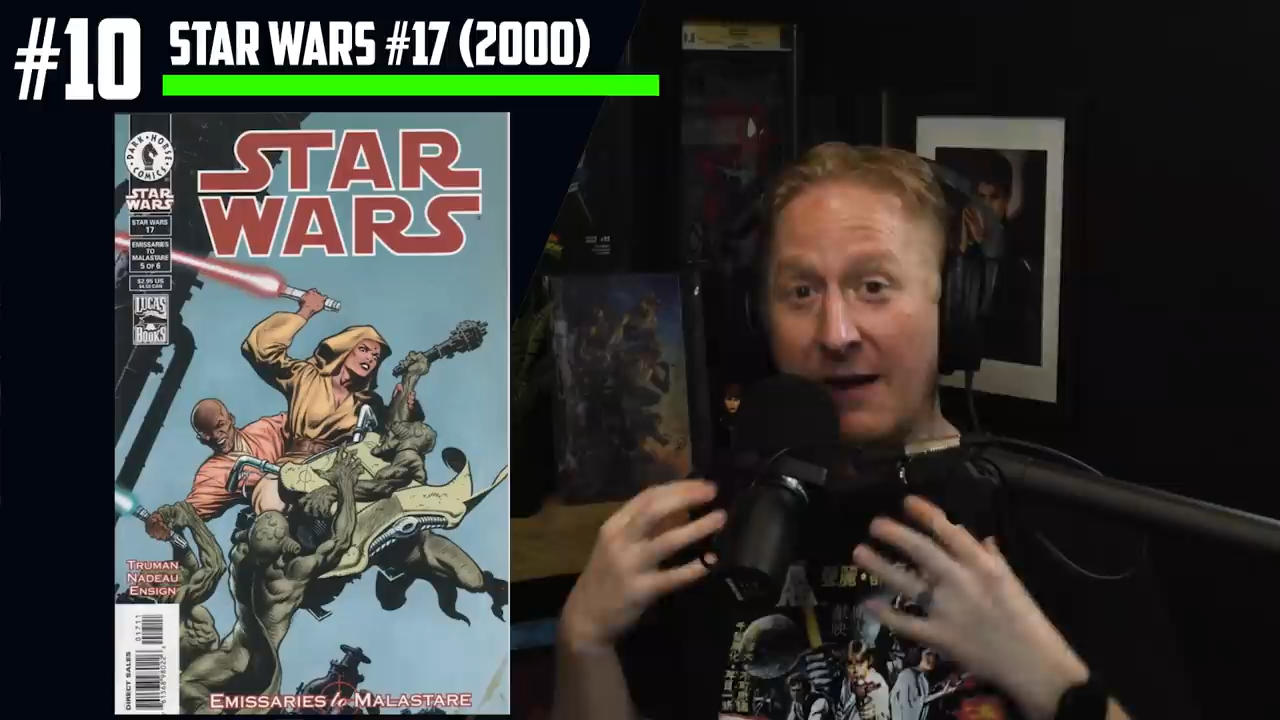 #10
STAR WARS #17 (2000)
DARK HORSE
COMICS
STAR
WARS
STAR WARS
17
EMISSARIES
TO
MALASTARE
5 OF 6
$2.95 US
LUCAS
BOOKS
STAR
WARS
TRUMAN
NADEAU
ENSIGN
DIRECT SALES
01711
EMISSARIES to MALASTARE